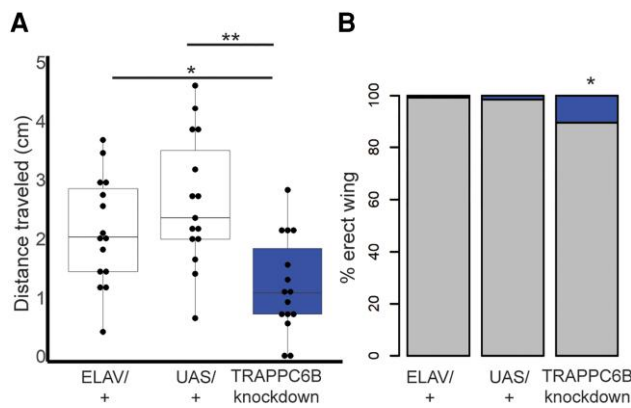 A
B
**
*
*
5
4
3
2
1
0
Distance traveled (cm)
ELAV/
+
UAS/
+
TRAPPC6B
knockdown
100
80
60
40
20
0
% erect wing
ELAV/
+
UAS/
+
TRAPPC6B
knockdown